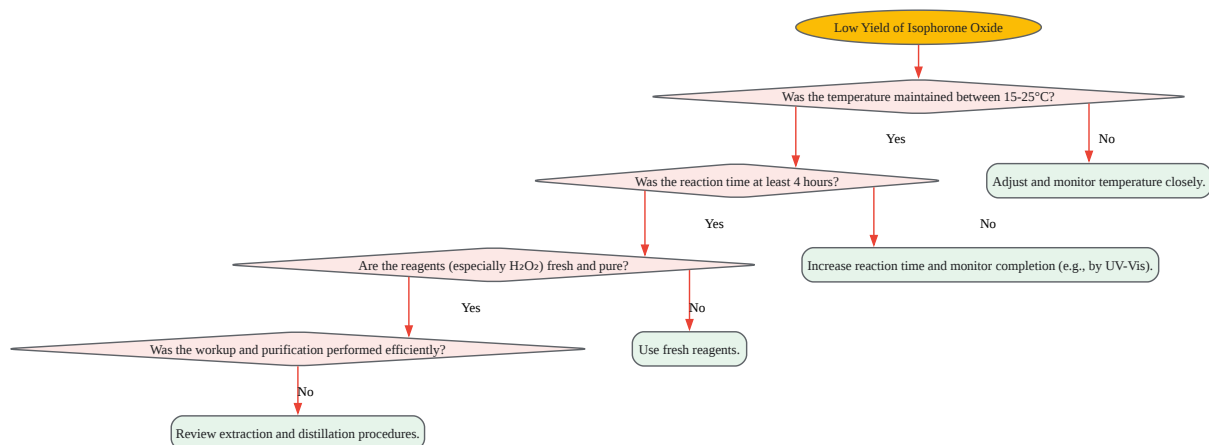 Low Yield of Isophorone Oxide
Was the temperature maintained between 15-25°C?
Yes
No
Was the reaction time at least 4 hours?
Adjust and monitor temperature closely.
Yes
No
Are the reagents (especially H₂O₂) fresh and pure?
Increase reaction time and monitor completion (e.g., by UV-Vis).
Yes
No
Was the workup and purification performed efficiently?
Use fresh reagents.
No
Review extraction and distillation procedures.